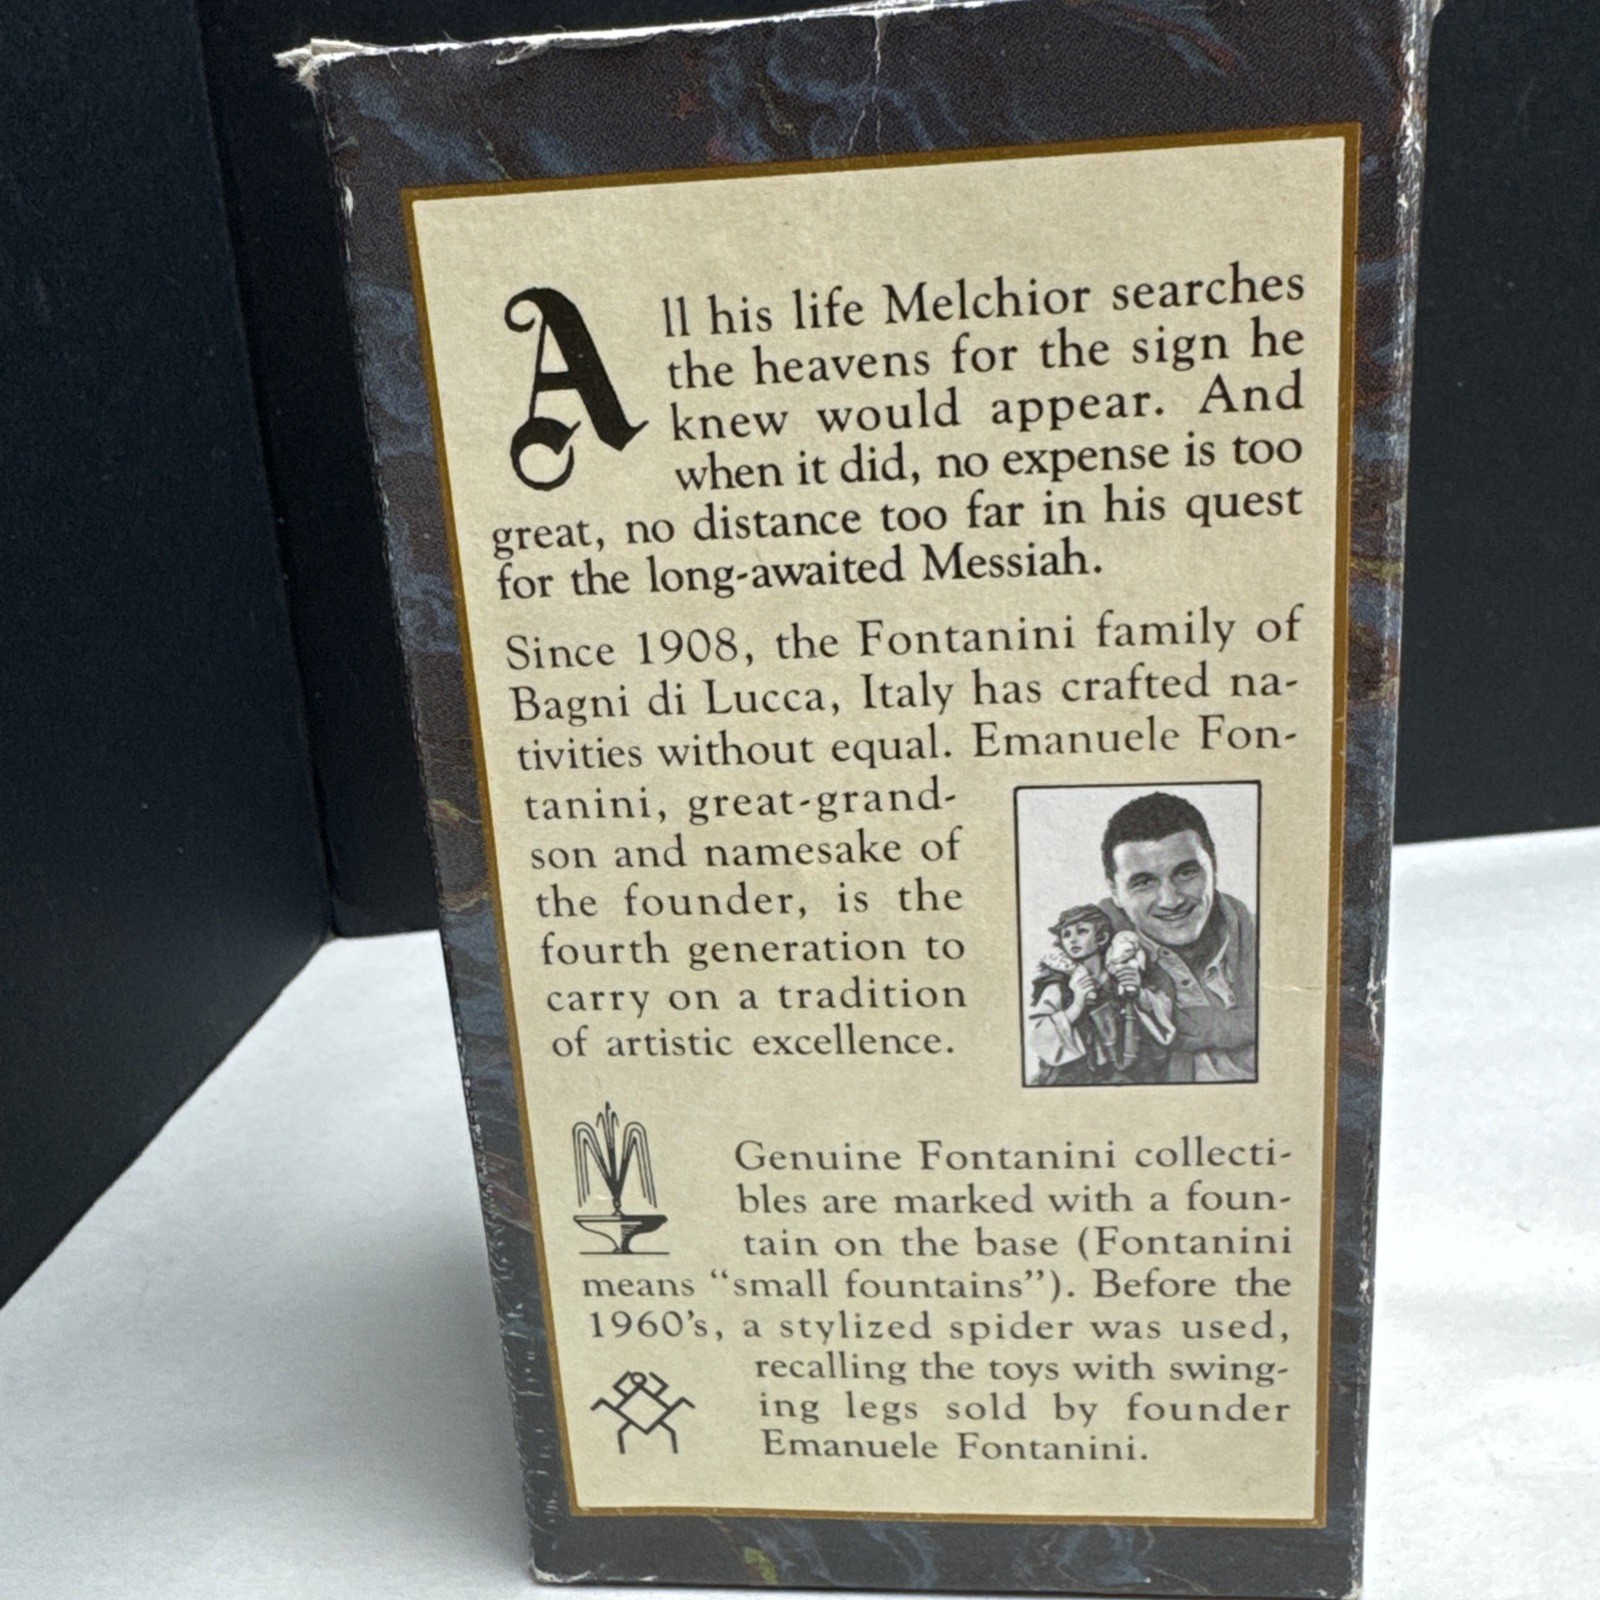 All his life Melchior searches
the heavens for the sign he
knew would appear. And
when it did, no expense is too
great, no distance too far in his quest
for the long-awaited Messiah.
Since 1908, the Fontanini family of
Bagni di Lucca, Italy has crafted na-
tivities without equal. Emanuele Fon-
tanini, great-grand-
son and namesake of
the founder, is the
fourth generation to
carry on a tradition
of artistic excellence.
Genuine Fontanini collecti-
bles are marked with a foun-
tain on the base (Fontanini
means “small fountains”). Before the
1960’s, a stylized spider was used,
recalling the toys with swing-
ing legs sold by founder
Emanuele Fontanini.